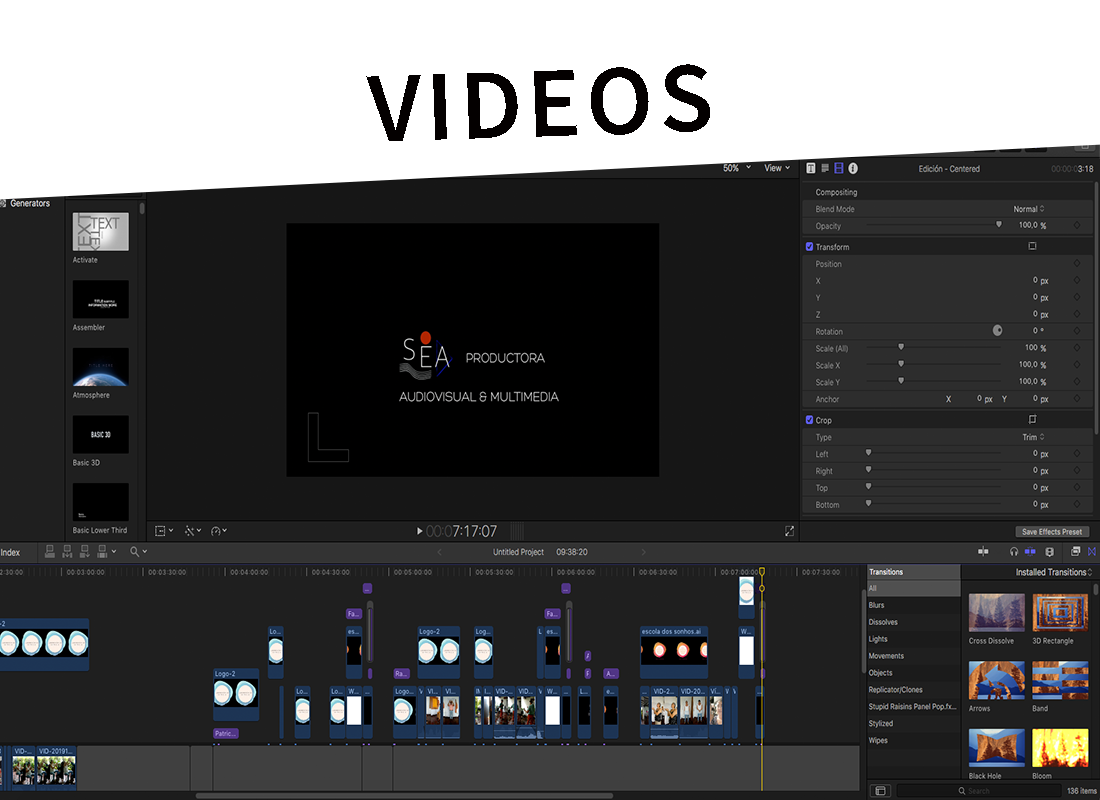 VIDEOS
50%
View
Edición - Centered
00:00:03:18
Generators
TEXT
Activate
Assembler
Atmosphere
BASIC 3D
Basic 3D
Basic Lower Third
SEA PRODUCTORA
AUDIOVISUAL & MULTIMEDIA
Compositing
Blend Mode Normal
Opacity 100,0 %
Transform
Position
X 0 px
Y 0 px
Z 0 px
Rotation 0 °
Scale (All) 100 %
Scale X 100,0 %
Scale Y 100,0 %
Anchor X 0 px Y 0 px
Crop
Type Trim
Left 0 px
Right 0 px
Top 0 px
Bottom 0 px
Save Effects Preset
00:07:17:07
Index
Untitled Project 09:38:20
2:30:00 00:03:00:00 00:03:30:00 00:04:00:00 00:04:30:00 00:05:00:00 00:05:30:00 00:06:00:00 00:06:30:00 00:07:00:00 00:07:30:00
Fa...
Fa...
-2
Lo...
es...
Logo-2
Log...
L
es...
escola dos sonhos.ai
W...
Logo-2
Ra...
A...
Lo...
Lo...
W...
Logo...
V
VI...
VID...
VID-...
VID...
W...
L...
e...
VID-2...
VID-20...
VI...
Patric...
VID-...
VID-20191...
Transitions
All
Blurs
Dissolves
Lights
Movements
Objects
Replicator/Clones
Stupid Raisins Panel Pop.fx...
Stylized
Wipes
Installed Transitions
Cross Dissolve
3D Rectangle
Arrows
Band
Black Hole
Bloom
Search
136 items